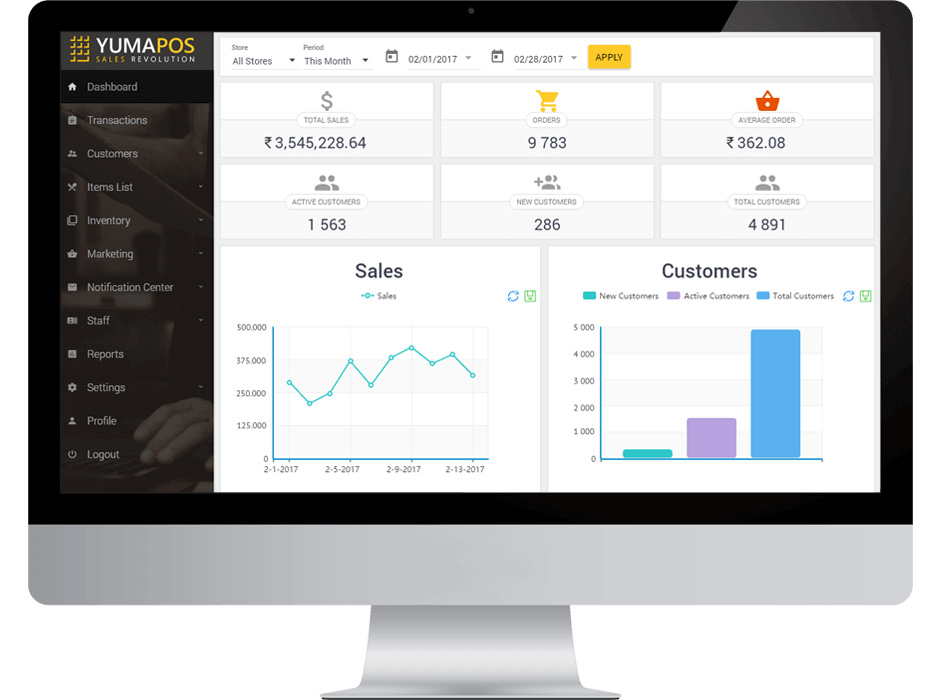 YUMAPOS
SALES REVOLUTION
Dashboard
Transactions
Customers
Items List
Inventory
Marketing
Notification Center
Staff
Reports
Settings
Profile
Logout
Store
All Stores
Period
This Month
02/01/2017
02/28/2017
APPLY
$
TOTAL SALES
₹ 3,545,228.64
ORDERS
9 783
AVERAGE ORDER
₹ 362.08
ACTIVE CUSTOMERS
1 563
NEW CUSTOMERS
286
TOTAL CUSTOMERS
4 891
Sales
Sales
500.000
375.000
250.000
125.000
0
2-1-2017 2-5-2017 2-9-2017 2-13-2017
Customers
New Customers Active Customers Total Customers
5 000
4 000
3 000
2 000
1 000
0